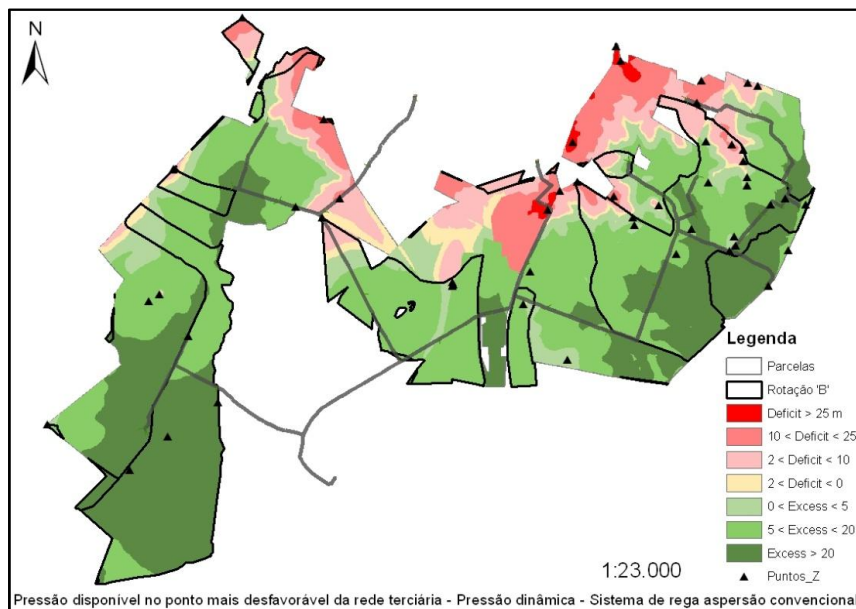 N
Legenda
Parcelas
Rotação 'B'
Deficit > 25 m
10 < Deficit < 25
2 < Deficit < 10
2 < Deficit < 0
0 < Excess < 5
5 < Excess < 20
Excess > 20
Puntos_Z
1:23.000
Pressão disponível no ponto mais desfavorável da rede terciária - Pressão dinâmica - Sistema de rega aspersão convencional